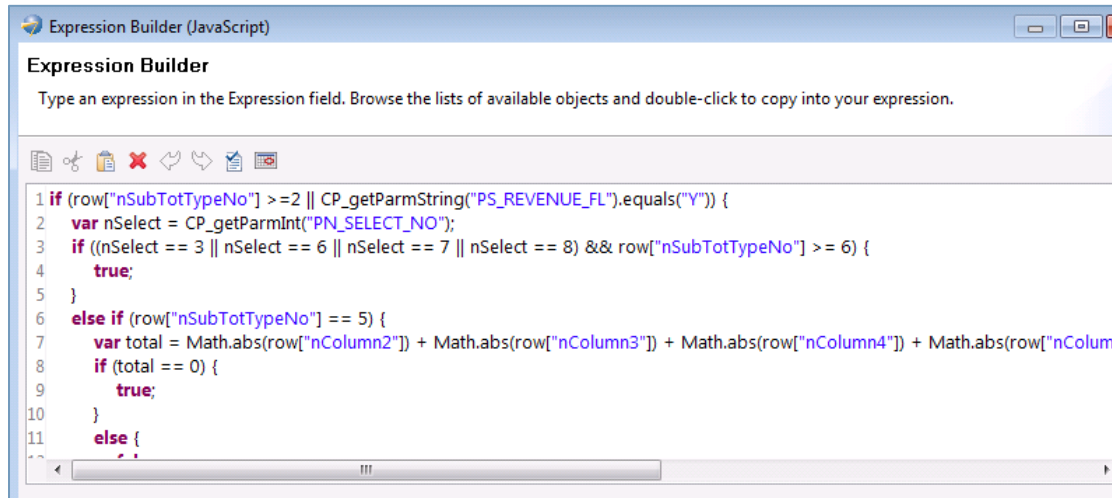 Expression Builder (JavaScript)
Expression Builder
Type an expression in the Expression field. Browse the lists of available objects and double-click to copy into your expression.
1 if (row["nSubTotTypeNo"] >=2 || CP_getParmString("PS_REVENUE_FL").equals("Y")) {
2 var nSelect = CP_getParmInt("PN_SELECT_NO");
3 if ((nSelect == 3 || nSelect == 6 || nSelect == 7 || nSelect == 8) && row["nSubTotTypeNo"] >= 6) {
4 true;
5 }
6 else if (row["nSubTotTypeNo"] == 5) {
7 var total = Math.abs(row["nColumn2"]) + Math.abs(row["nColumn3"]) + Math.abs(row["nColumn4"]) + Math.abs(row["nColum
8 if (total == 0) {
9 true;
10 }
11 else {